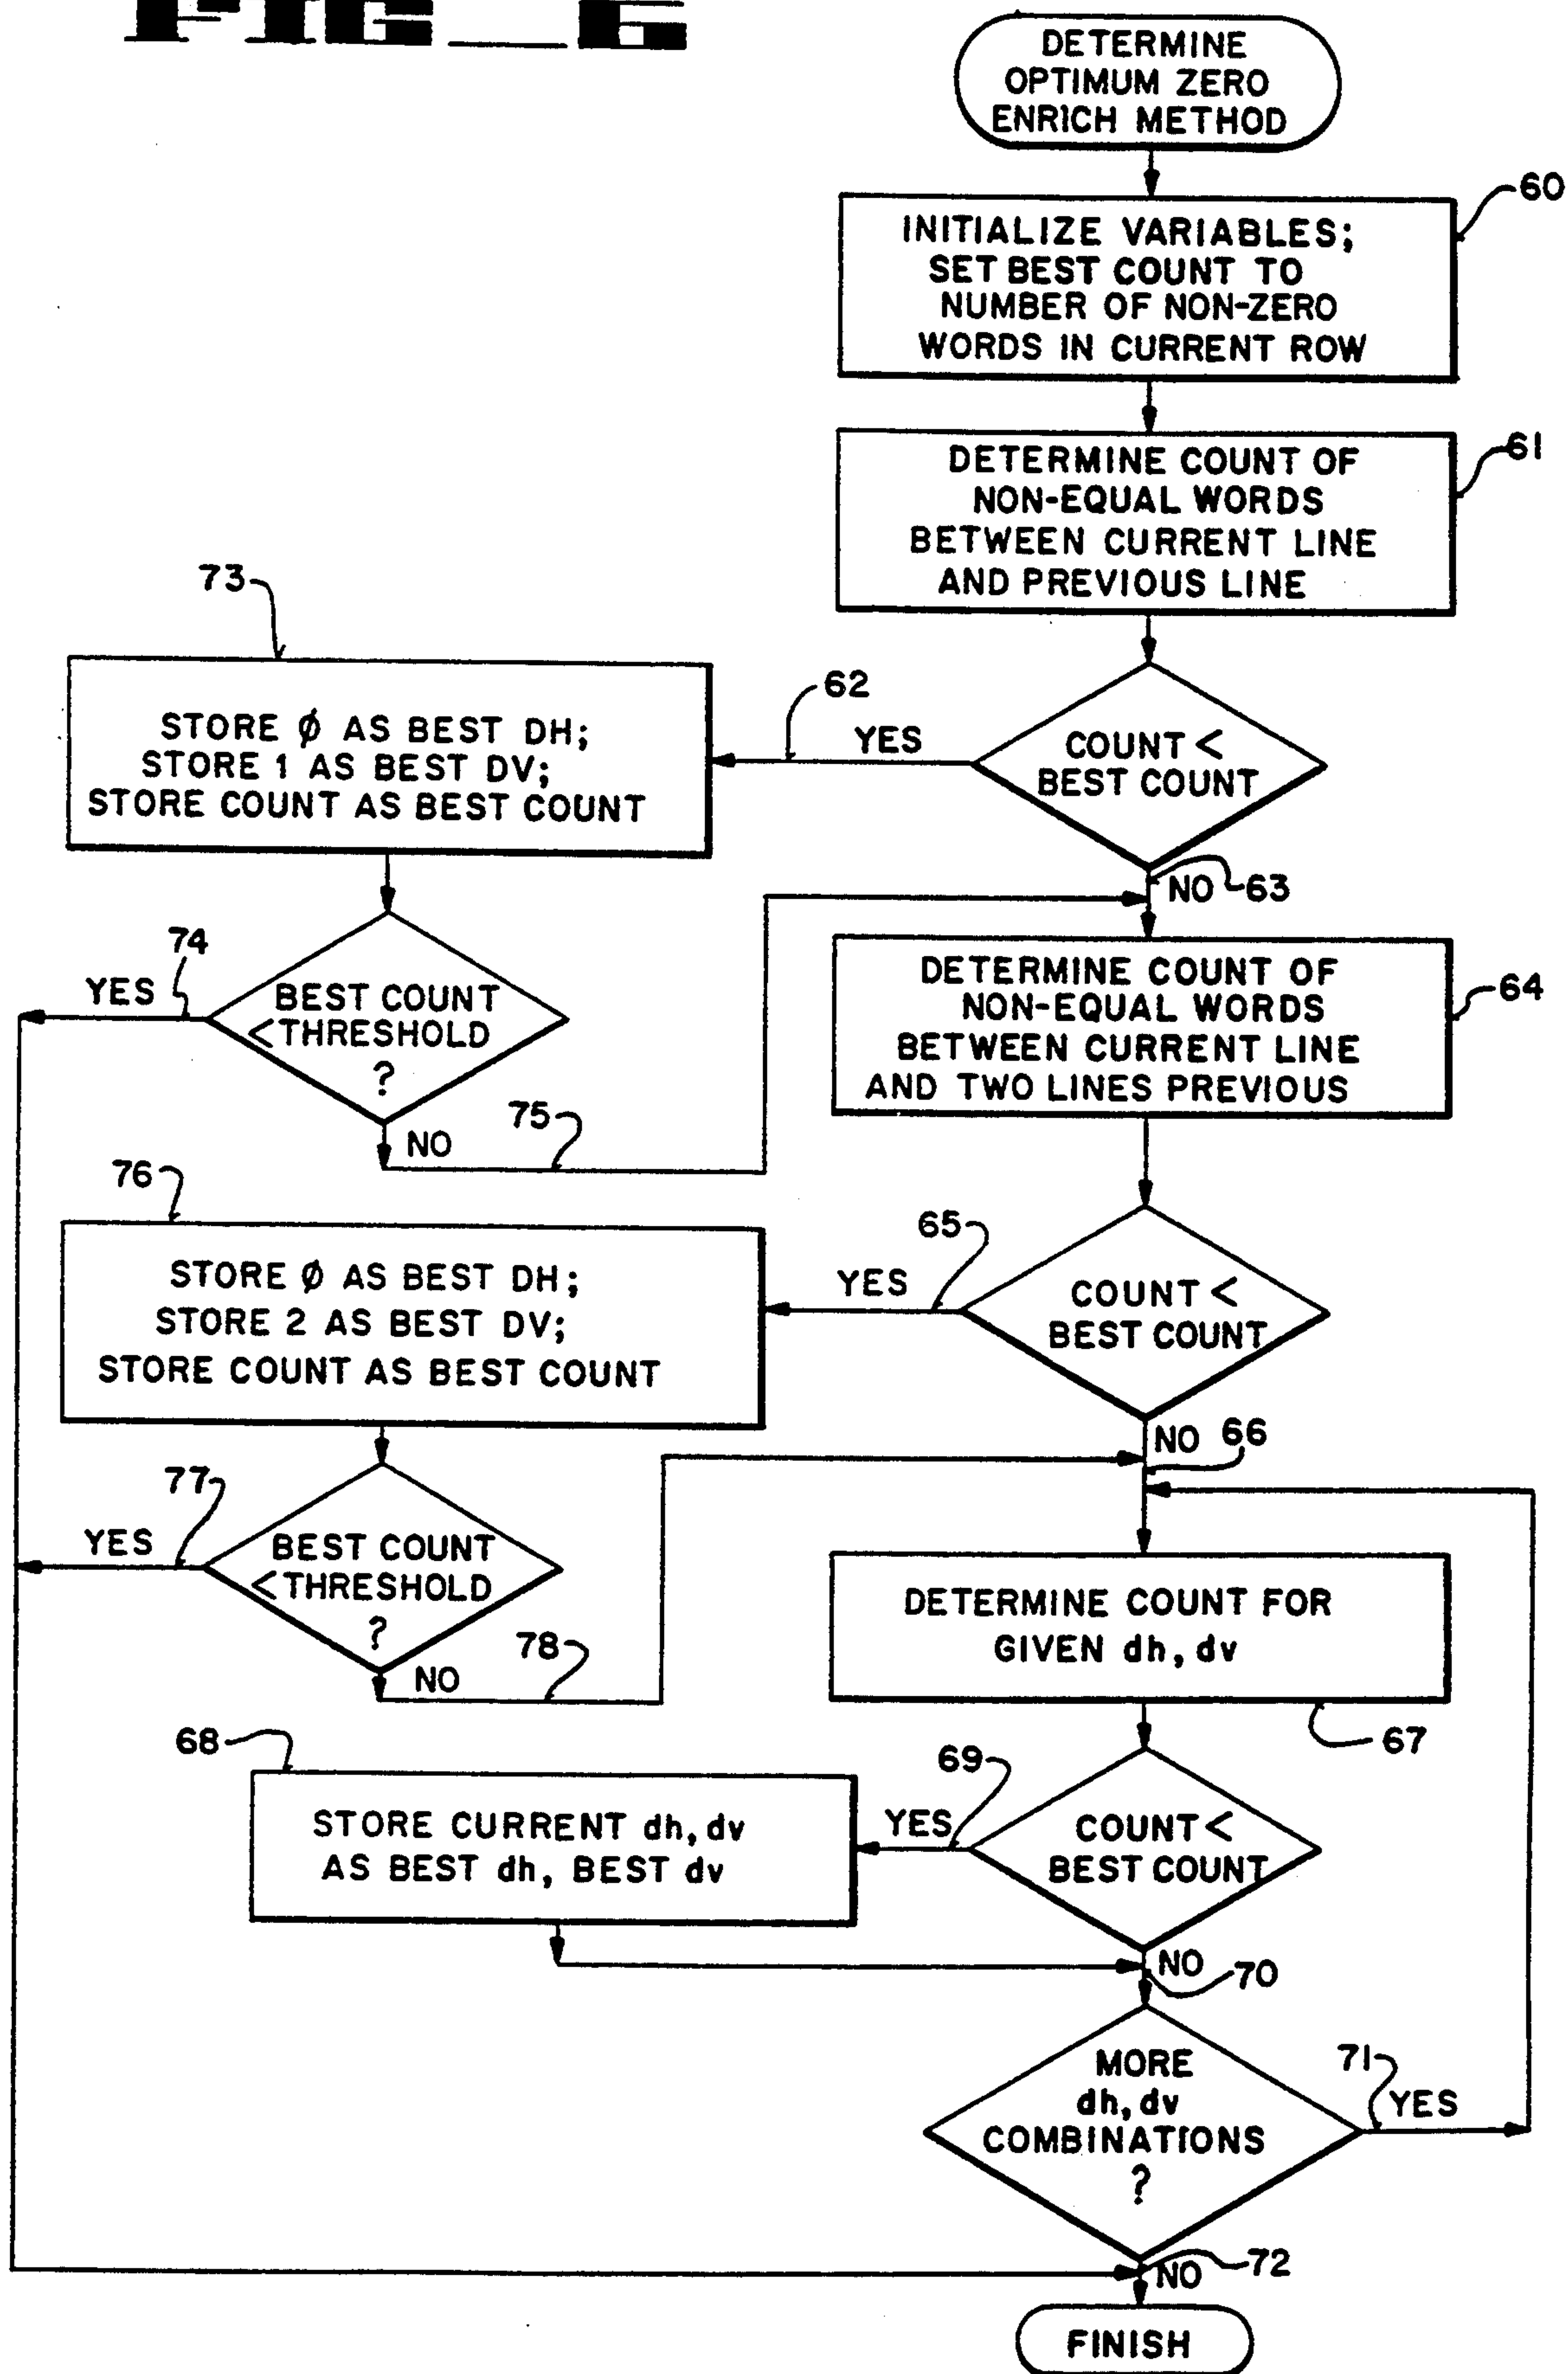 FIG_6
DETERMINE
OPTIMUM ZERO
ENRICH METHOD
60
INITIALIZE VARIABLES;
SET BEST COUNT TO
NUMBER OF NON-ZERO
WORDS IN CURRENT ROW
61
DETERMINE COUNT OF
NON-EQUAL WORDS
BETWEEN CURRENT LINE
AND PREVIOUS LINE
73
62
STORE φ AS BEST DH;
STORE 1 AS BEST DV;
STORE COUNT AS BEST COUNT
YES
COUNT <
BEST COUNT
NO
63
74
YES
BEST COUNT
< THRESHOLD
?
NO
75
64
DETERMINE COUNT OF
NON-EQUAL WORDS
BETWEEN CURRENT LINE
AND TWO LINES PREVIOUS
76
65
STORE φ AS BEST DH;
STORE 2 AS BEST DV;
STORE COUNT AS BEST COUNT
YES
COUNT <
BEST COUNT
NO
66
77
YES
BEST COUNT
< THRESHOLD
?
NO
78
DETERMINE COUNT FOR
GIVEN dh, dv
67
68
69
STORE CURRENT dh, dv
AS BEST dh, BEST dv
YES
COUNT <
BEST COUNT
NO
70
MORE
dh, dv
COMBINATIONS
?
71
YES
72
NO
FINISH